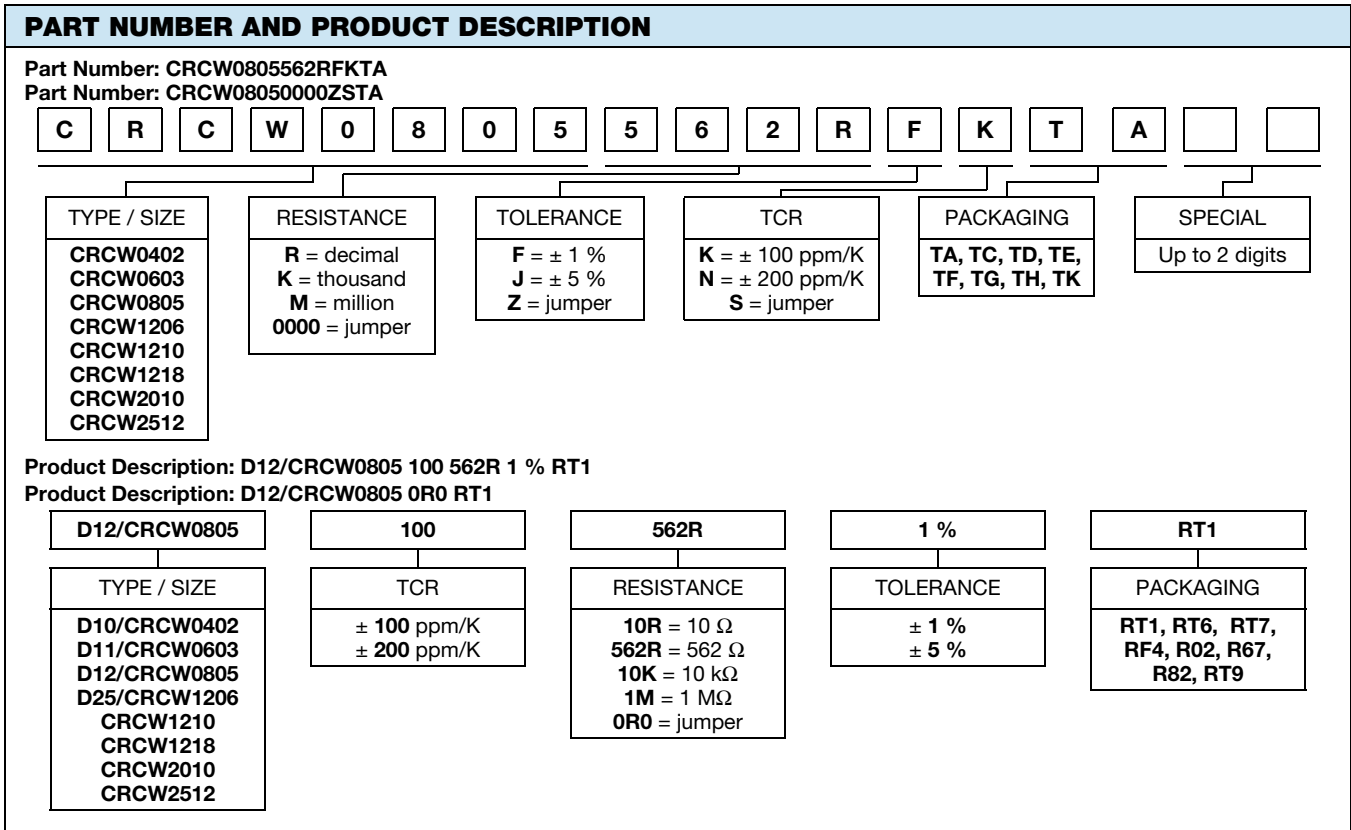 PART NUMBER AND PRODUCT DESCRIPTION
Part Number: CRCW0805562RFKTA
Part Number: CRCW08050000ZSTA
C R C W 0 8 0 5 5 6 2 R F K T A
TYPE / SIZE
CRCW0402
CRCW0603
CRCW0805
CRCW1206
CRCW1210
CRCW1218
CRCW2010
CRCW2512
RESISTANCE
R = decimal
K = thousand
M = million
0000 = jumper
TOLERANCE
F = ± 1 %
J = ± 5 %
Z = jumper
TCR
K = ± 100 ppm/K
N = ± 200 ppm/K
S = jumper
PACKAGING
TA, TC, TD, TE,
TF, TG, TH, TK
SPECIAL
Up to 2 digits
Product Description: D12/CRCW0805 100 562R 1 % RT1
Product Description: D12/CRCW0805 0R0 RT1
D12/CRCW0805
TYPE / SIZE
D10/CRCW0402
D11/CRCW0603
D12/CRCW0805
D25/CRCW1206
CRCW1210
CRCW1218
CRCW2010
CRCW2512
100
TCR
± 100 ppm/K
± 200 ppm/K
562R
RESISTANCE
10R = 10 Ω
562R = 562 Ω
10K = 10 kΩ
1M = 1 MΩ
0R0 = jumper
1 %
TOLERANCE
± 1 %
± 5 %
RT1
PACKAGING
RT1, RT6, RT7,
RF4, R02, R67,
R82, RT9